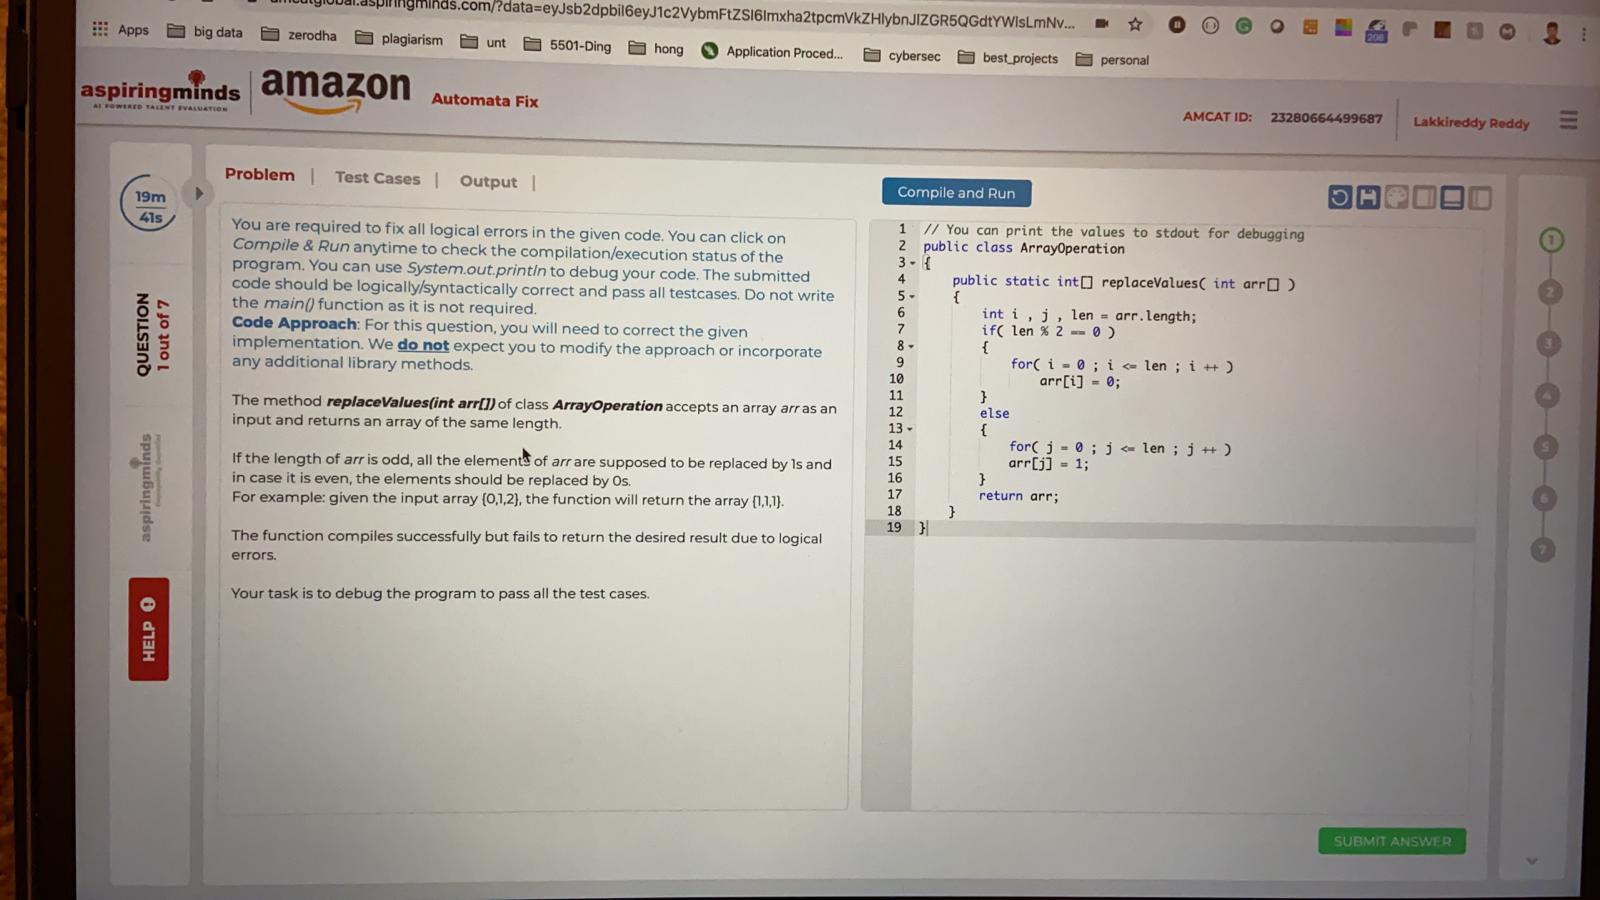 aspiringminds.com/?data=eyJsb2dpbil6eyJ1c2VybmFtZSI6Imxha2tpcmVkZHlybnJIZGR5QGdtYWlsLmNv...
Apps big data zerodha plagiarism unt 5501-Ding hong Application Proced... cybersec best_projects personal
206
aspiringminds amazon Automata Fix
AI POWERED TALENT EVALUATION
AMCAT ID: 23280664499687 Lakkireddy Reddy
19m
41s
QUESTION
1 out of 7
aspiringminds
HELP
Problem | Test Cases | Output |
You are required to fix all logical errors in the given code. You can click on
Compile & Run anytime to check the compilation/execution status of the
program. You can use System.out.println to debug your code. The submitted
code should be logically/syntactically correct and pass all testcases. Do not write
the main() function as it is not required.
Code Approach: For this question, you will need to correct the given
implementation. We do not expect you to modify the approach or incorporate
any additional library methods.
The method replaceValues(int arr[]) of class ArrayOperation accepts an array arr as an
input and returns an array of the same length.
If the length of arr is odd, all the elements of arr are supposed to be replaced by 1s and
in case it is even, the elements should be replaced by 0s.
For example: given the input array {0,1,2}, the function will return the array {1,1,1}.
The function compiles successfully but fails to return the desired result due to logical
errors.
Your task is to debug the program to pass all the test cases.
Compile and Run
1 // You can print the values to stdout for debugging
2 public class ArrayOperation
3 {
4 public static int[] replaceValues( int arr[] )
5 {
6 int i , j , len = arr.length;
7 if( len % 2 == 0 )
8 {
9 for( i = 0 ; i <= len ; i ++ )
10 arr[i] = 0;
11 }
12 else
13 {
14 for( j = 0 ; j <= len ; j ++ )
15 arr[j] = 1;
16 }
17 return arr;
18 }
19 }
1
2
3
4
5
6
7
SUBMIT ANSWER